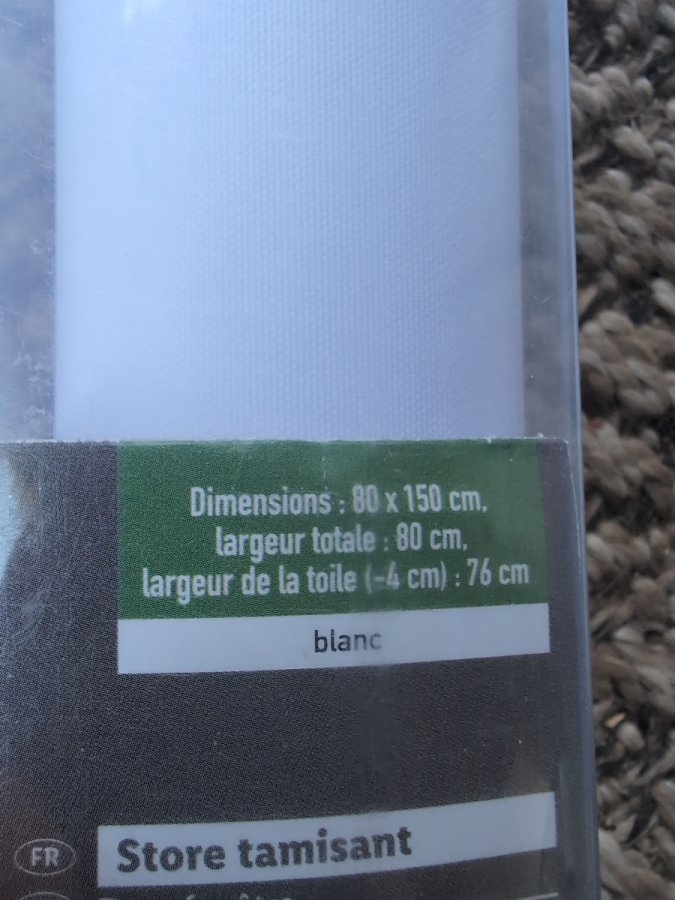 Dimensions : 80 x 150 cm,
largeur totale : 80 cm,
largeur de la toile (-4 cm) : 76 cm
blanc
FR
Store tamisant